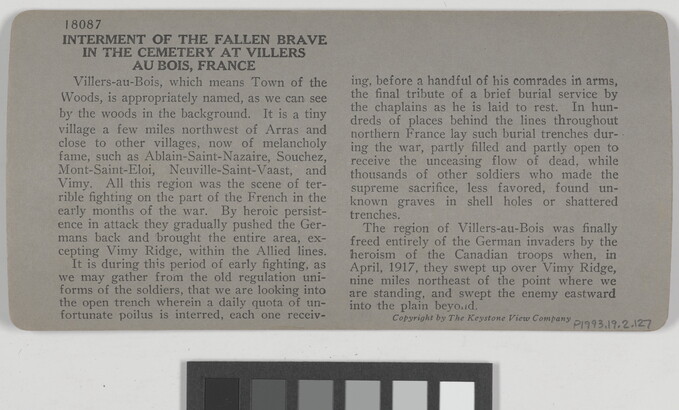 18087
INTERMENT OF THE FALLEN BRAVE
IN THE CEMETERY AT VILLERS
AU BOIS, FRANCE
Villers-au-Bois, which means Town of the
Woods, is appropriately named, as we can see
by the woods in the background. It is a tiny
village a few miles northwest of Arras and
close to other villages, now of melancholy
fame, such as Ablain-Saint-Nazaire, Souchez,
Mont-Saint-Eloi, Neuville-Saint-Vaast, and
Vimy. All this region was the scene of ter-
rible fighting on the part of the French in the
early months of the war. By heroic persist-
ence in attack they gradually pushed the Ger-
mans back and brought the entire area, ex-
cepting Vimy Ridge, within the Allied lines.
It is during this period of early fighting, as
we may gather from the old regulation uni-
forms of the soldiers, that we are looking into
the open trench wherein a daily quota of un-
fortunate poilus is interred, each one receiv-
ing, before a handful of his comrades in arms,
the final tribute of a brief burial service by
the chaplains as he is laid to rest. In hun-
dreds of places behind the lines throughout
northern France lay such burial trenches dur-
ing the war, partly filled and partly open to
receive the unceasing flow of dead, while
thousands of other soldiers who made the
supreme sacrifice, less favored, found un-
known graves in shell holes or shattered
trenches.
The region of Villers-au-Bois was finally
freed entirely of the German invaders by the
heroism of the Canadian troops when, in
April, 1917, they swept up over Vimy Ridge,
nine miles northeast of the point where we
are standing, and swept the enemy eastward
into the plain beyond.
Copyright by The Keystone View Company
P1993.19.2.127